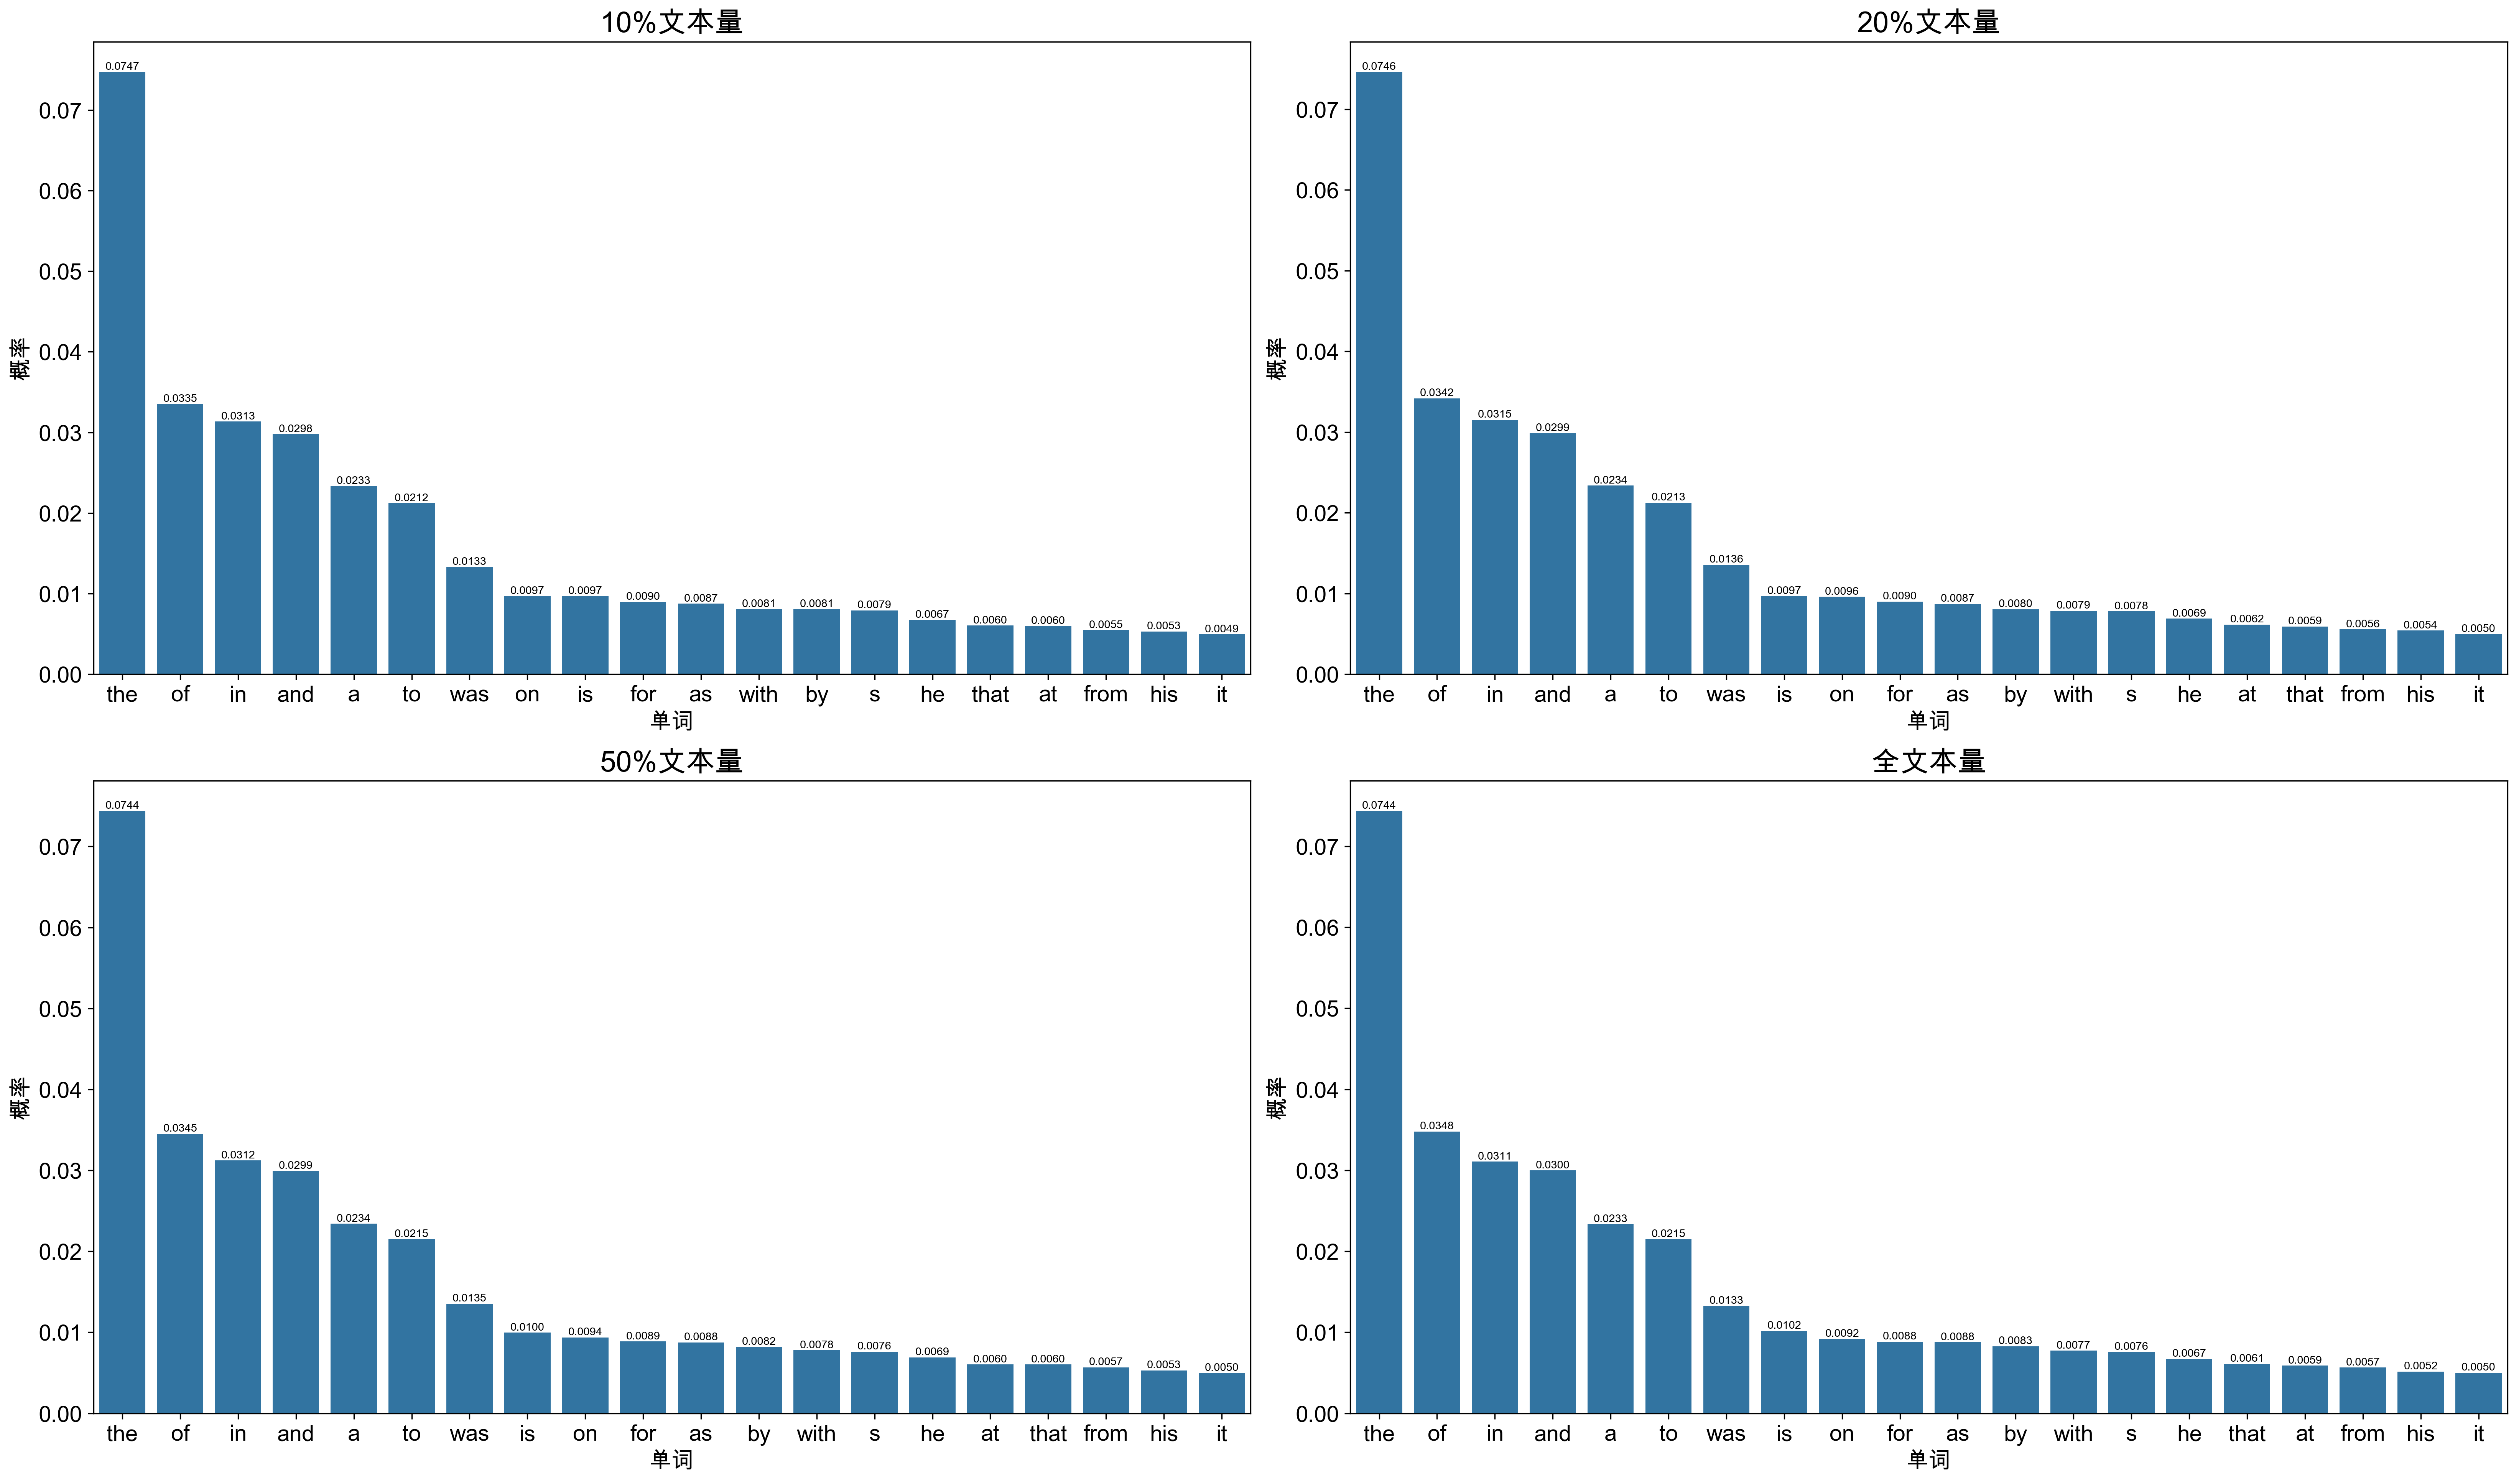 10%文本量
概率
0.07
0.06
0.05
0.04
0.03
0.02
0.01
0.00
0.0747 0.0335 0.0313 0.0298 0.0233 0.0212 0.0133 0.0097 0.0097 0.0090 0.0087 0.0081 0.0081 0.0079 0.0067 0.0060 0.0060 0.0055 0.0053 0.0049
the of in and a to was on is for as with by s he that at from his it
单词
20%文本量
概率
0.07
0.06
0.05
0.04
0.03
0.02
0.01
0.00
0.0746 0.0342 0.0315 0.0299 0.0234 0.0213 0.0136 0.0097 0.0096 0.0090 0.0087 0.0080 0.0079 0.0078 0.0069 0.0062 0.0059 0.0056 0.0054 0.0050
the of in and a to was is on for as by with s he at that from his it
单词
50%文本量
概率
0.07
0.06
0.05
0.04
0.03
0.02
0.01
0.00
0.0744 0.0345 0.0312 0.0299 0.0234 0.0215 0.0135 0.0100 0.0094 0.0089 0.0088 0.0082 0.0078 0.0076 0.0069 0.0060 0.0060 0.0057 0.0053 0.0050
the of in and a to was is on for as by with s he at that from his it
单词
全文本量
概率
0.07
0.06
0.05
0.04
0.03
0.02
0.01
0.00
0.0744 0.0348 0.0311 0.0300 0.0233 0.0215 0.0133 0.0102 0.0092 0.0088 0.0088 0.0083 0.0077 0.0076 0.0067 0.0061 0.0059 0.0057 0.0052 0.0050
the of in and a to was is on for as by with s he that at from his it
单词